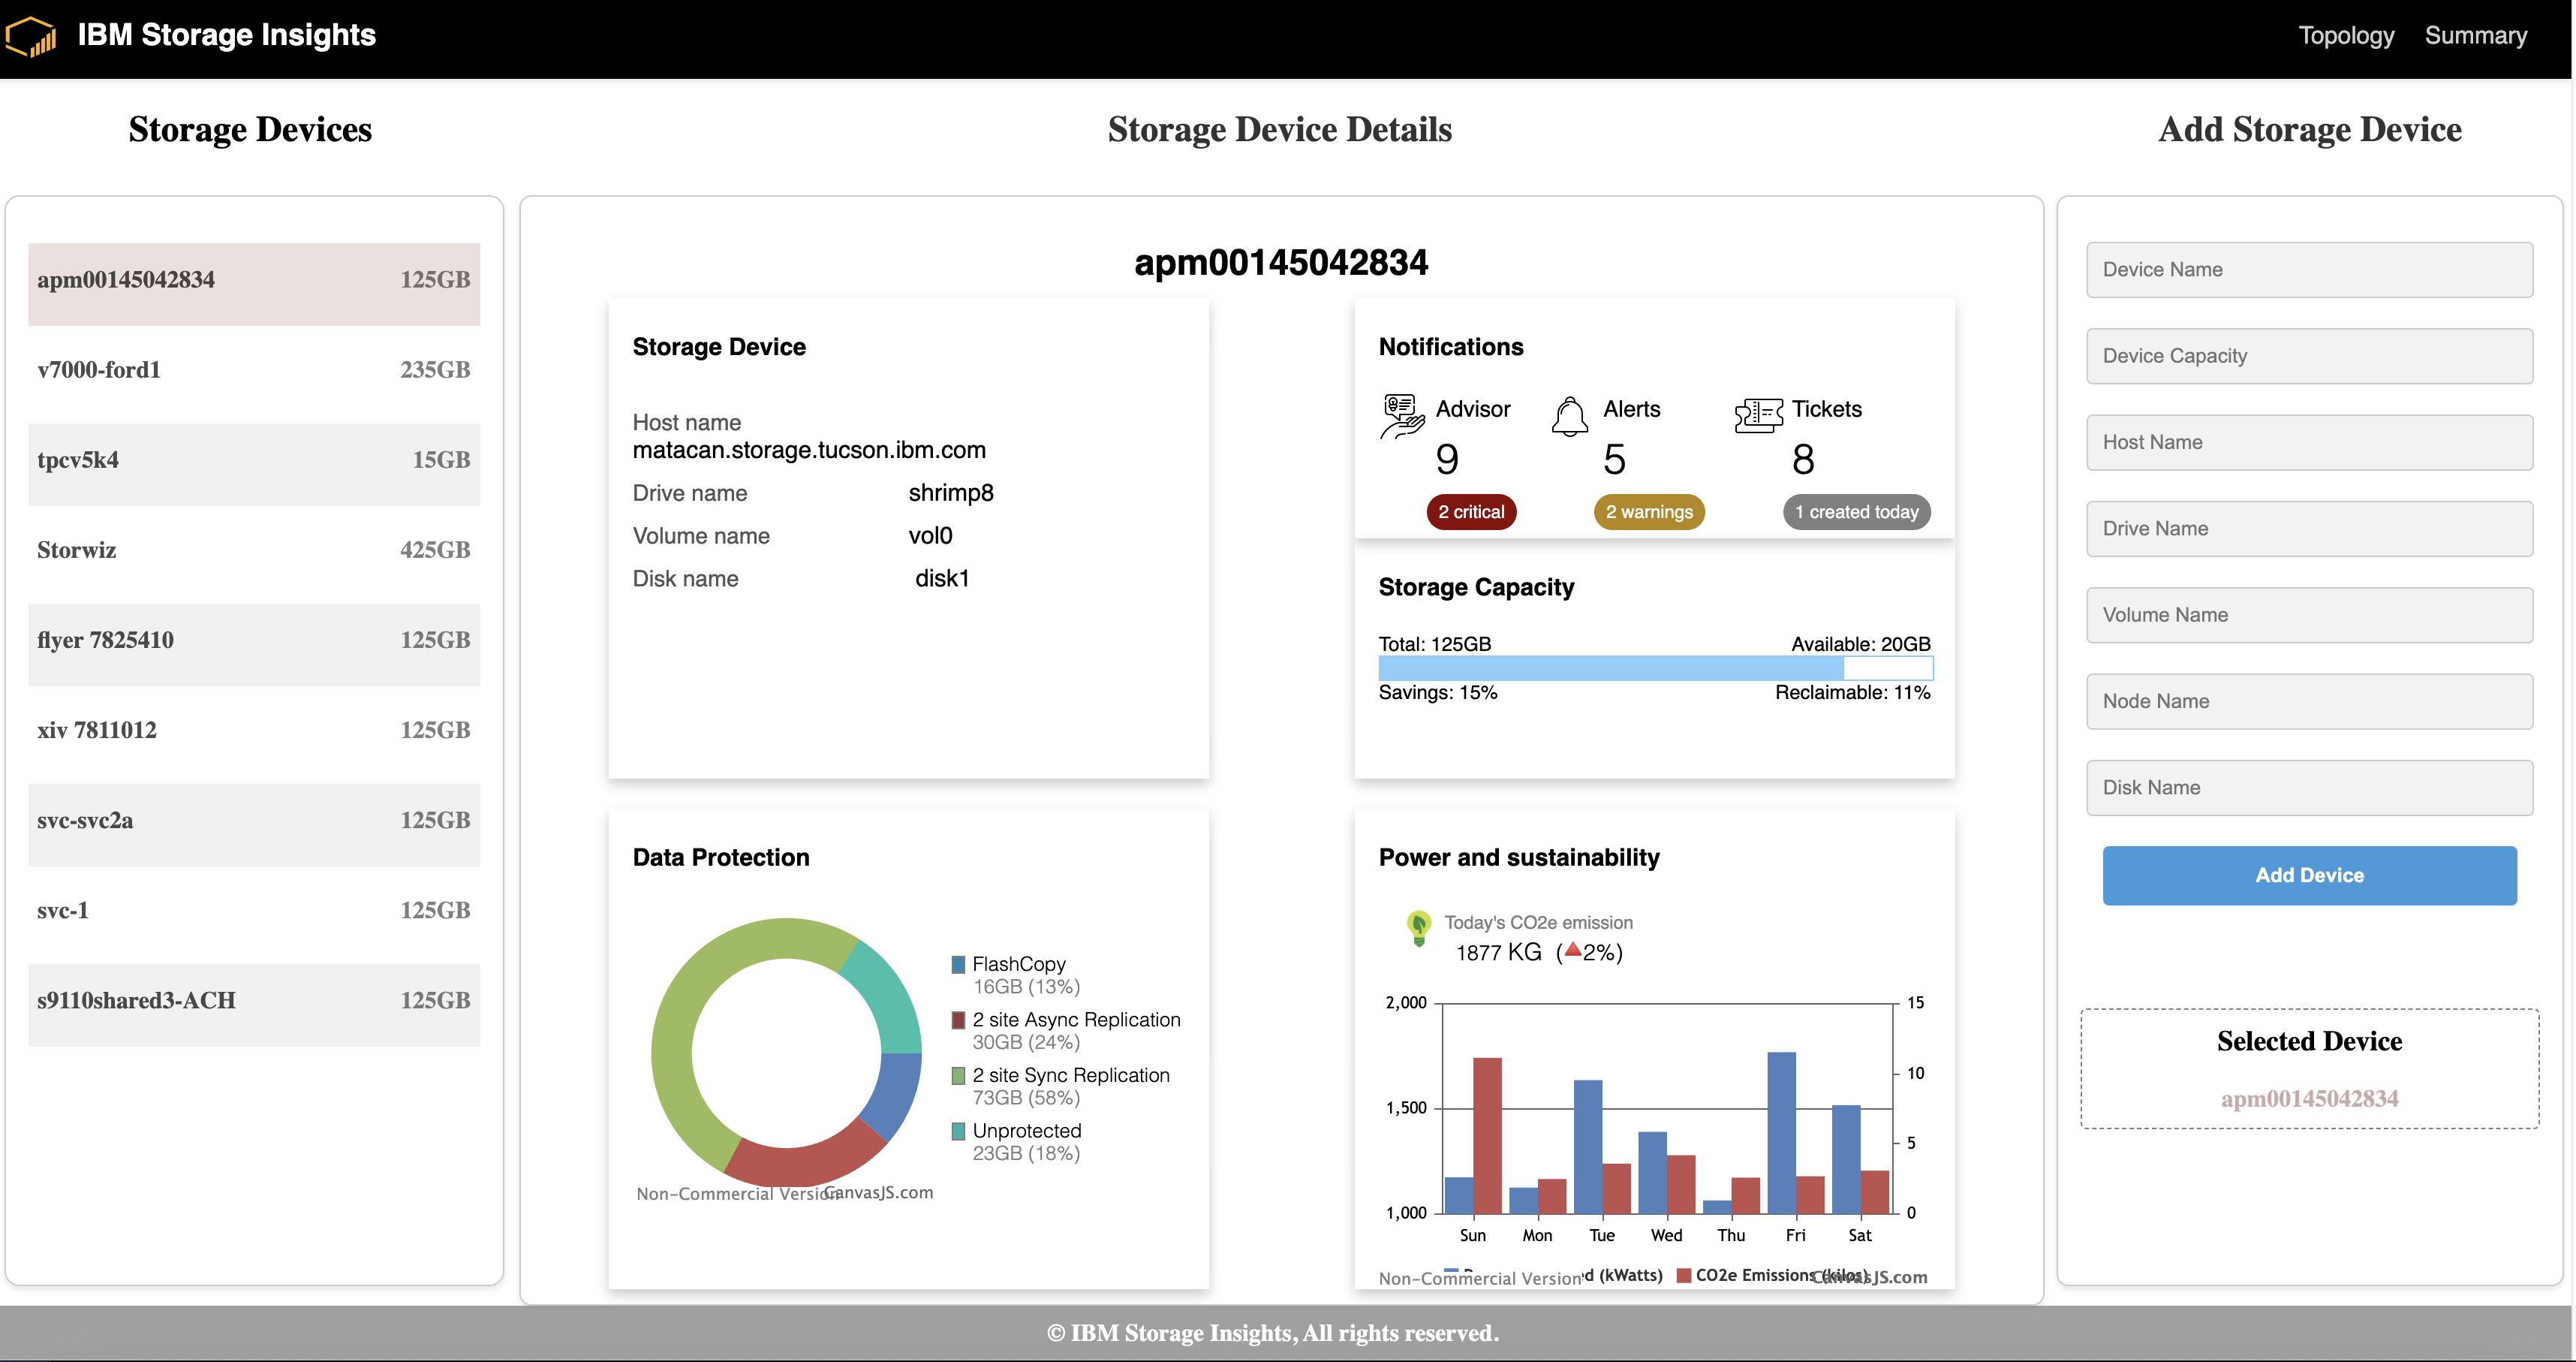 IBM Storage Insights
Topology
Summary
Storage Devices
Storage Device Details
Add Storage Device
apm00145042834 125GB
v7000-ford1 235GB
tpcv5k4 15GB
Storwiz 425GB
flyer 7825410 125GB
xiv 7811012 125GB
svc-svc2a 125GB
svc-1 125GB
s9110shared3-ACH 125GB
apm00145042834
Storage Device
Host name
matacan.storage.tucson.ibm.com
Drive name shrimp8
Volume name vol0
Disk name disk1
Notifications
Advisor
9
2 critical
Alerts
5
2 warnings
Tickets
8
1 created today
Storage Capacity
Total: 125GB Available: 20GB
Savings: 15% Reclaimable: 11%
Data Protection
FlashCopy
16GB (13%)
2 site Async Replication
30GB (24%)
2 site Sync Replication
73GB (58%)
Unprotected
23GB (18%)
Non-Commercial Version
CanvasJS.com
Power and sustainability
Today's CO2e emission
1877 KG (▲2%)
2,000 15
10
1,500
5
1,000 0
Sun Mon Tue Wed Thu Fri Sat
(kWatts) CO2e Emissions (kilos)
Non-Commercial Version
CanvasJS.com
Device Name
Device Capacity
Host Name
Drive Name
Volume Name
Node Name
Disk Name
Add Device
Selected Device
apm00145042834
© IBM Storage Insights, All rights reserved.